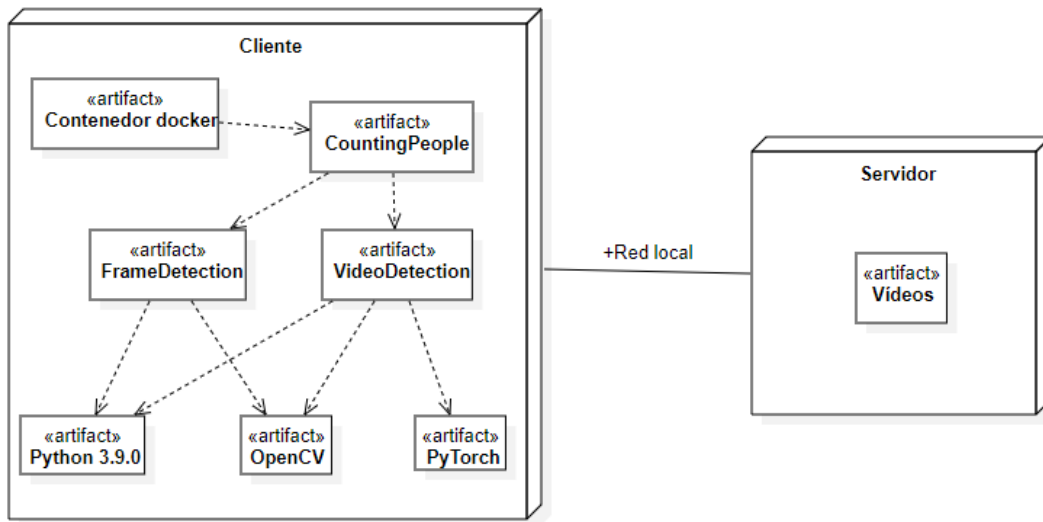 Cliente
«artifact»
Contenedor docker
«artifact»
CountingPeople
«artifact»
FrameDetection
«artifact»
VideoDetection
«artifact»
Python 3.9.0
«artifact»
OpenCV
«artifact»
PyTorch
+Red local
Servidor
«artifact»
Vídeos